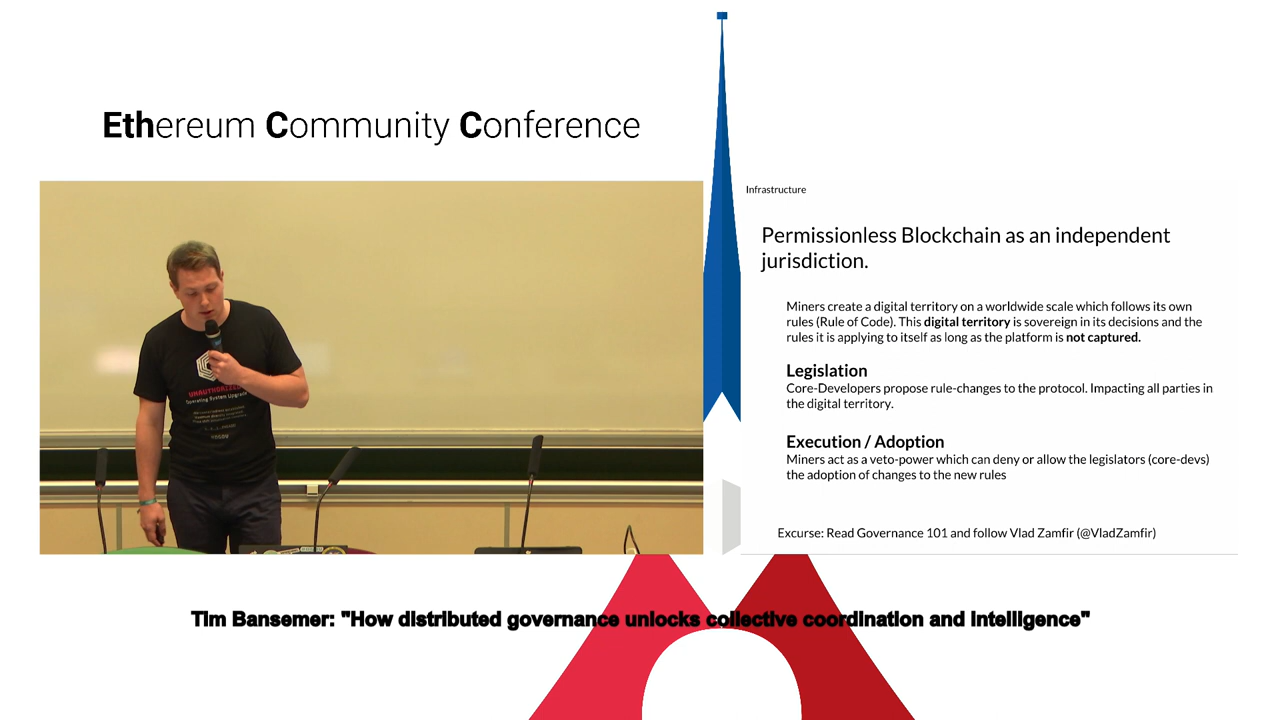 Ethereum Community Conference
Infrastructure
Permissionless Blockchain as an independent
jurisdiction.
Miners create a digital territory on a worldwide scale which follows its own
rules (Rule of Code). This digital territory is sovereign in its decisions and the
rules it is applying to itself as long as the platform is not captured.
Legislation
Core-Developers propose rule-changes to the protocol. Impacting all parties in
the digital territory.
Execution / Adoption
Miners act as a veto-power which can deny or allow the legislators (core-devs)
the adoption of changes to the new rules
Excurse: Read Governance 101 and follow Vlad Zamfir (@VladZamfir)
UNAUTHORIZED
Operating System Upgrade
Tim Bansemer: "How distributed governance unlocks collective coordination and intelligence"